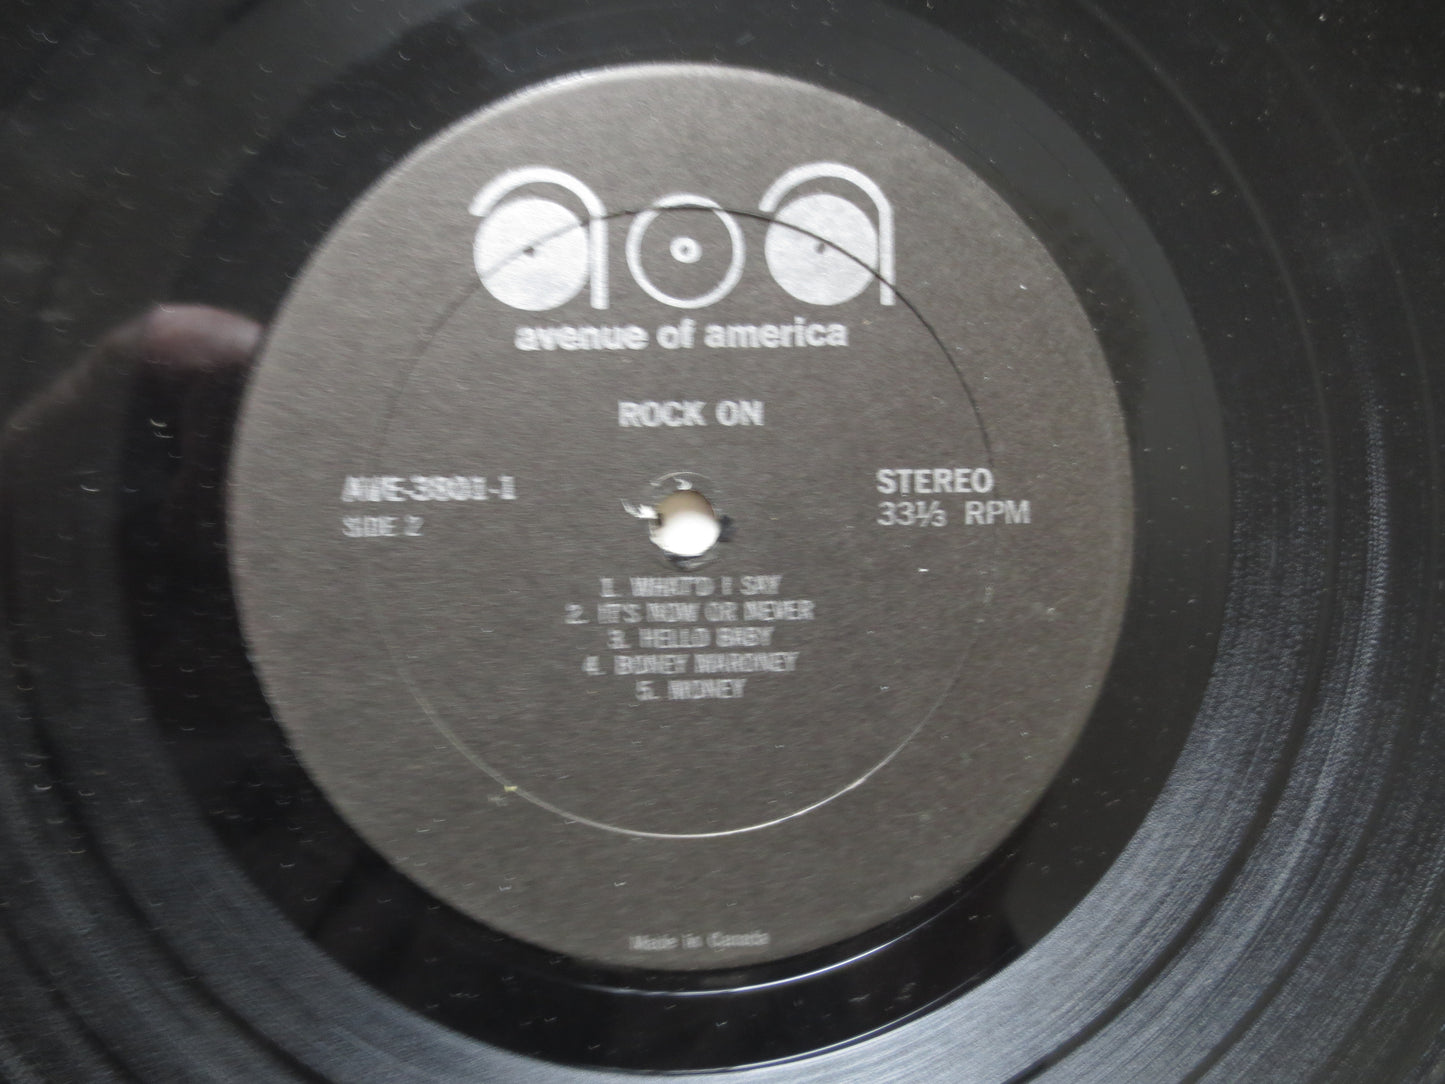 aoa
avenue of america
ROCK ON
AVE-3801-1
SIDE 2
STEREO
33⅓ RPM
1. WHAT'D I SAY
2. IT'S NOW OR NEVER
3. HELLO BABY
4. BONEY MARONEY
5. MONEY
Made in Canada